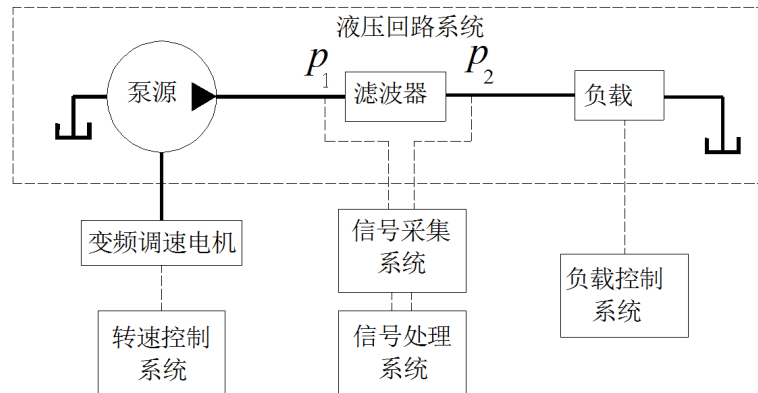 液压回路系统
泵源
p1
滤波器
p2
负载
变频调速电机
信号采集
系统
负载控制
系统
转速控制
系统
信号处理
系统